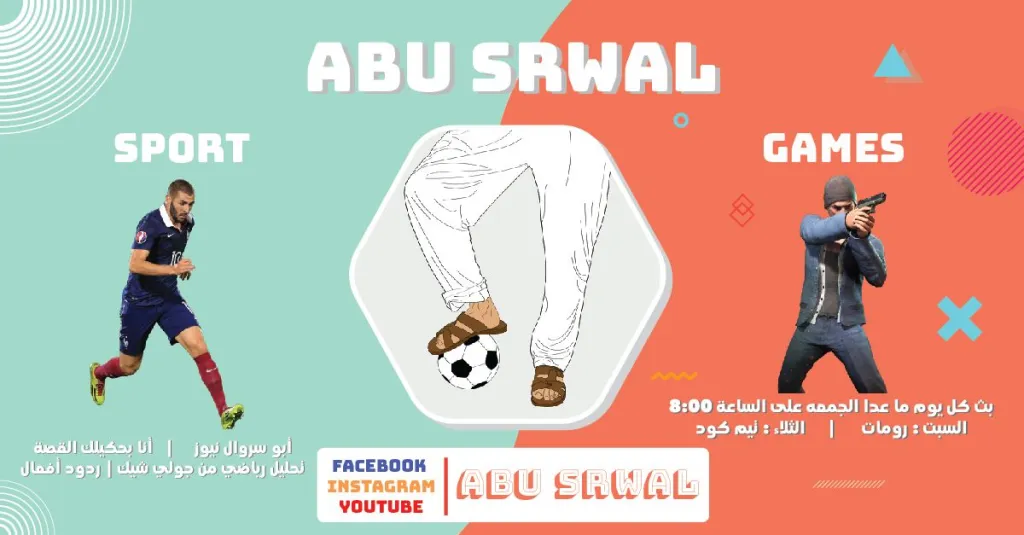 ABU SRWAL
SPORT
GAMES
بث كل يوم ما عدا الجمعه على الساعة 8:00
السبت : رومات | الثلاء : تيم كود
أبو سروال نيوز | أنا بحكيلك القصة
تحليل رياضي من جولي شيك | ردود أفعال
FACEBOOK
INSTAGRAM
YOUTUBE
ABU SRWAL